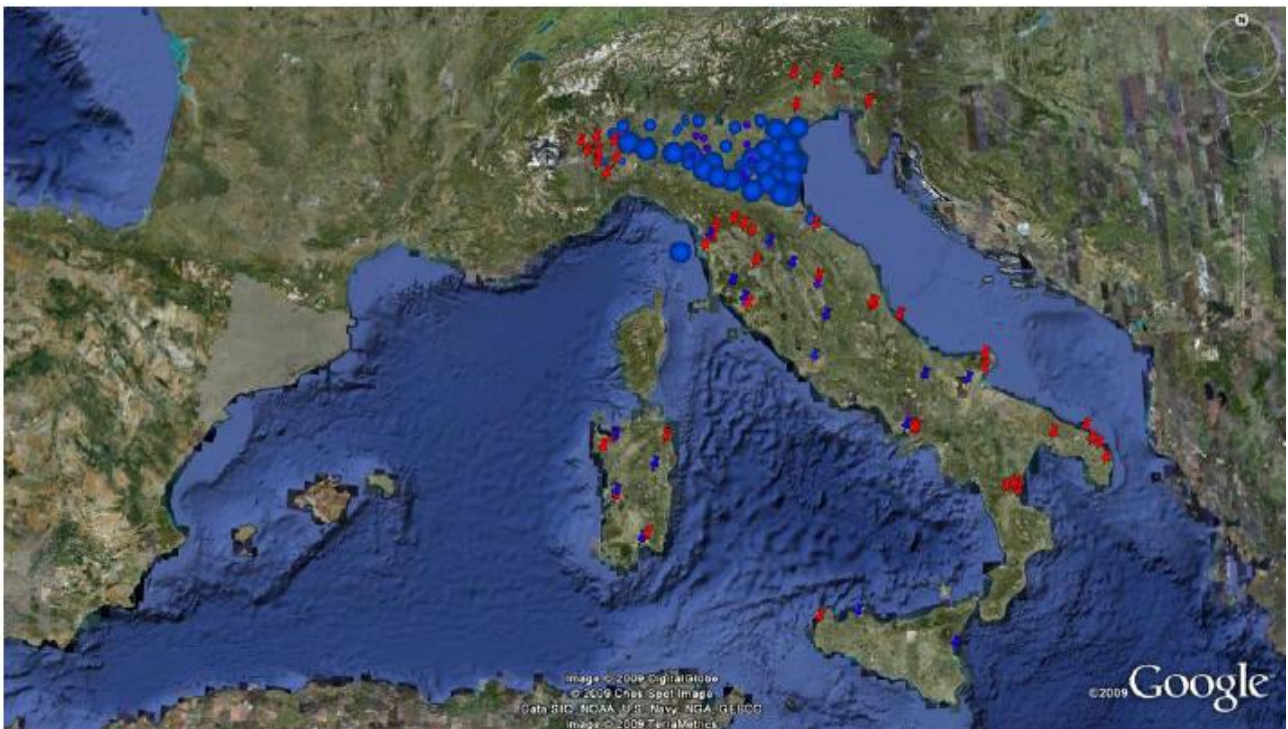 N
Image © 2009 DigitalGlobe
© 2009 Cnes Spot Image
Data SIO, NOAA, U.S. Navy, NGA, GEBCO
Image © 2009 TerraMetrics
©2009 Google